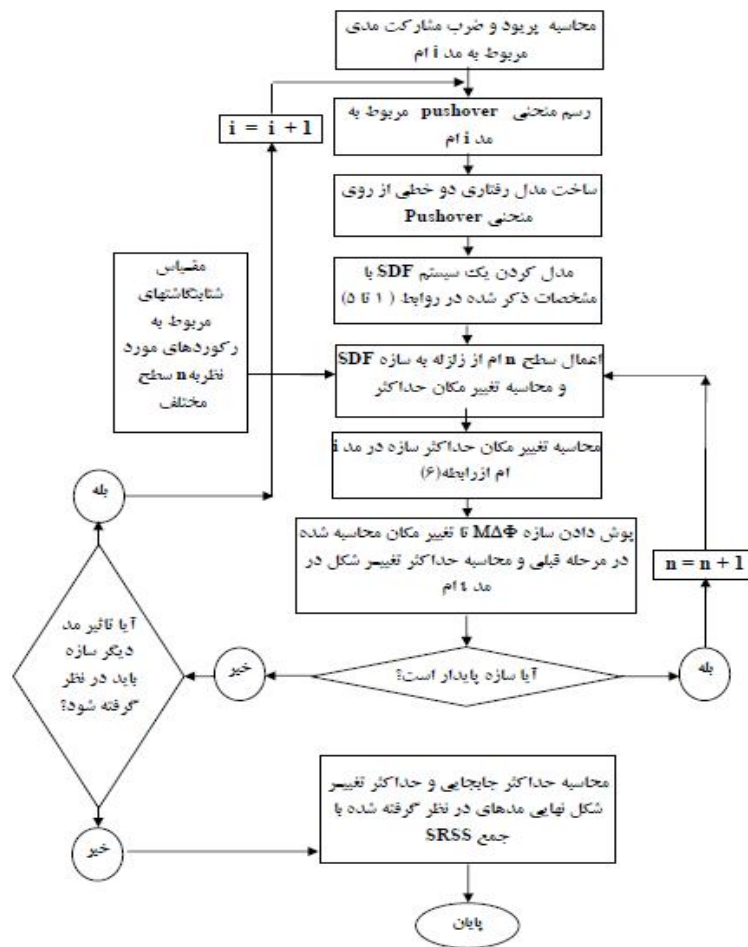 محاسبه پریود و ضرب مشارکت مدی
مربوط به مد i ام
رسم منحنی pushover مربوط به
مد i ام
i = i + 1
ساخت مدل رفتاری دو خطی از روی
منحنی Pushover
مدل کردن یک سیستم SDF با
مشخصات ذکر شده در روابط ( ۱ تا ۵)
مقیاس
شتابنگاشتهای
مربوط به
رکوردهای مورد
نظر به n سطح
مختلف
اعمال سطح n ام از زلزله به سازه SDF
و محاسبه تغییر مکان حداکثر
محاسبه تغییر مکان حداکثر سازه در مد i
ام از رابطه(۶)
پوش دادن سازه MΔΦ تا تغییر مکان محاسبه شده
در مرحله قبلی و محاسبه حداکثر تغییر شکل در
مد ام
n = n + 1
آیا سازه پایدار است؟
بله
خیر
بله
آیا تاثیر مد
دیگر سازه
باید در نظر
گرفته شود؟
خیر
محاسبه حداکثر جابجایی و حداکثر تغییر
شکل نهایی مدهای در نظر گرفته شده با
جمع SRSS
پایان